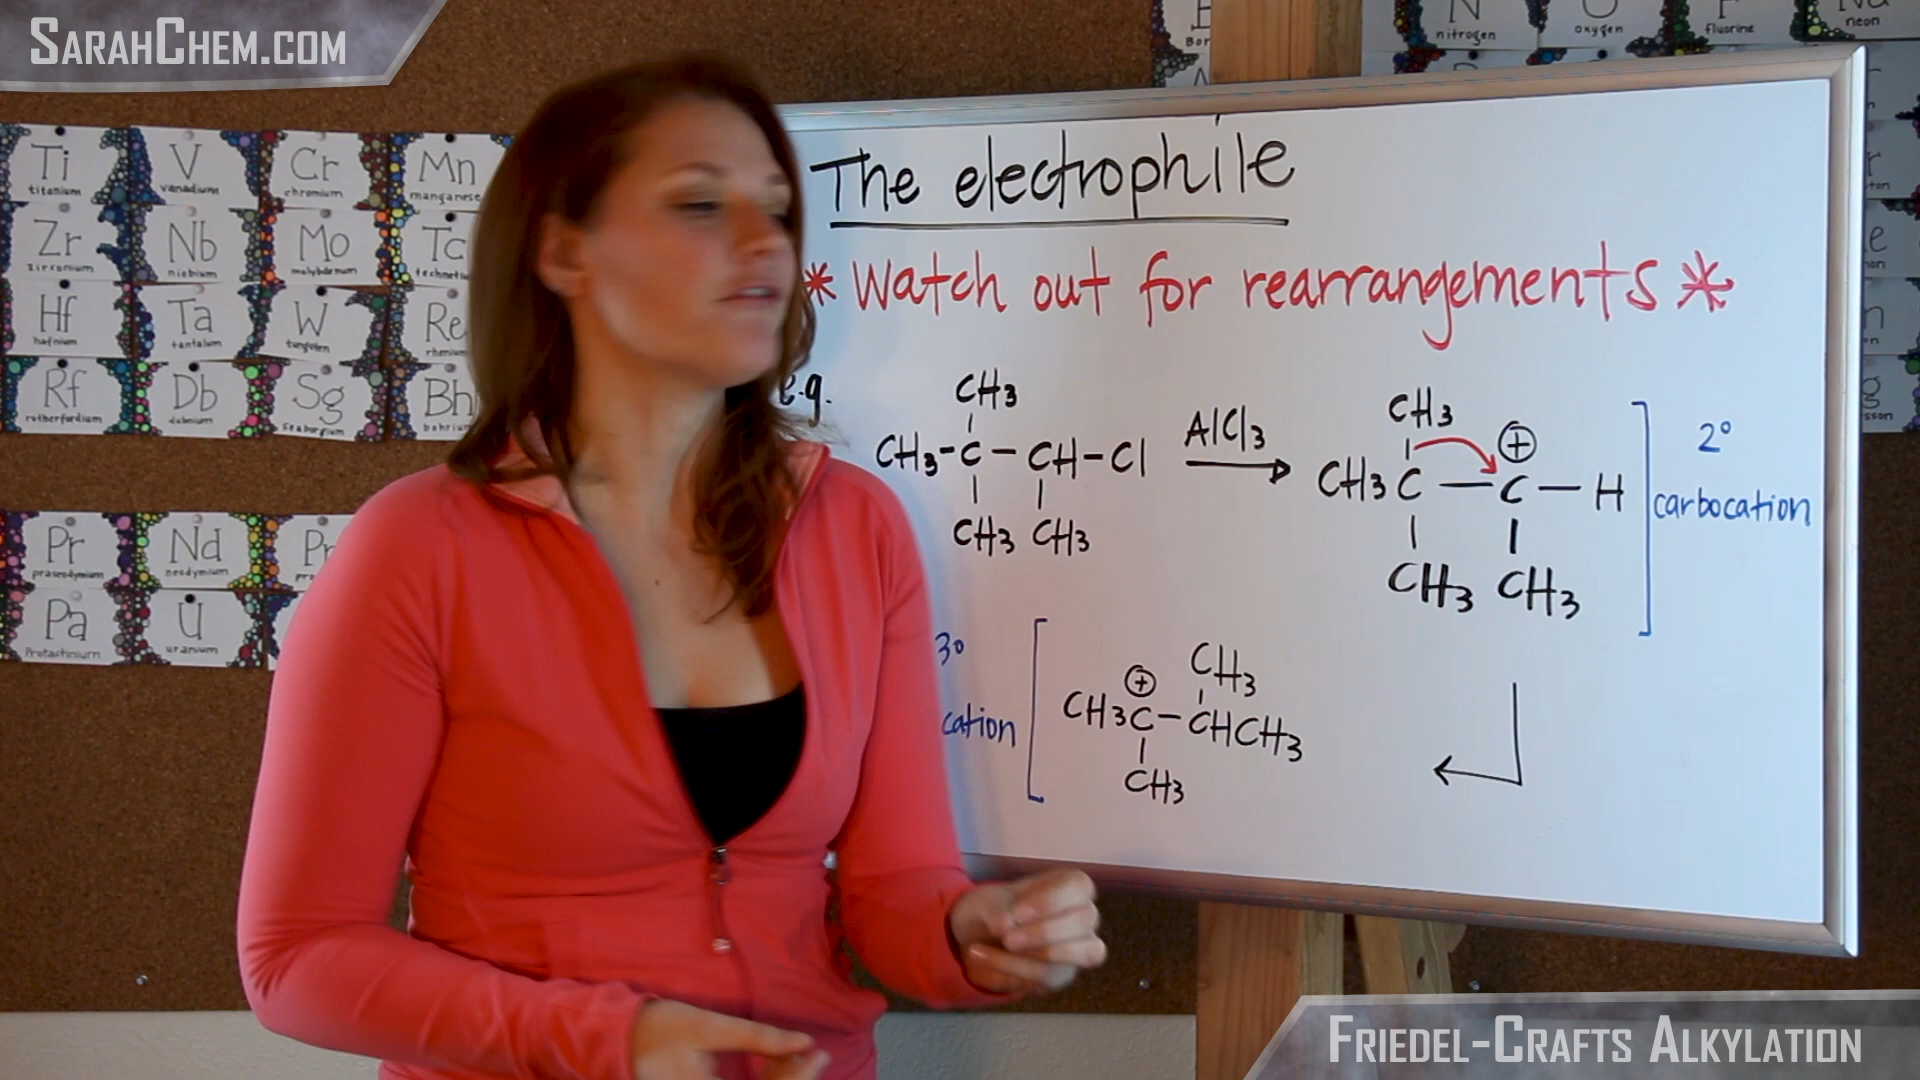 SARAHCHEM.COM
N
nitrogen
oxygen
fluorine
neon
Ti
titanium
V
vanadium
Cr
chromium
Mn
manganese
Zr
zirconium
Nb
niobium
Mo
molybdenum
Tc
Hf
hafnium
Ta
tantalum
W
Re
Rf
rutherfordium
Db
dubnium
Sg
seaborgium
Bh
Pr
praseodymium
Nd
neodymium
Pa
Protactinium
U
uranium
The electrophile
* Watch out for rearrangements *
e.g.
CH3
CH3-C-CH-Cl
CH3 CH3
AlCl3
CH3
CH3C—C—H
⊕
CH3 CH3
2°
carbocation
3°
cation
⊕
CH3
CH3C-CHCH3
CH3
FRIEDEL-CRAFTS ALKYLATION